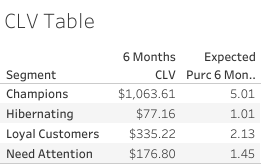 CLV Table
6 Months Expected
Segment CLV Purc 6 Mon..
Champions $1,063.61 5.01
Hibernating $77.16 1.01
Loyal Customers $335.22 2.13
Need Attention $176.80 1.45